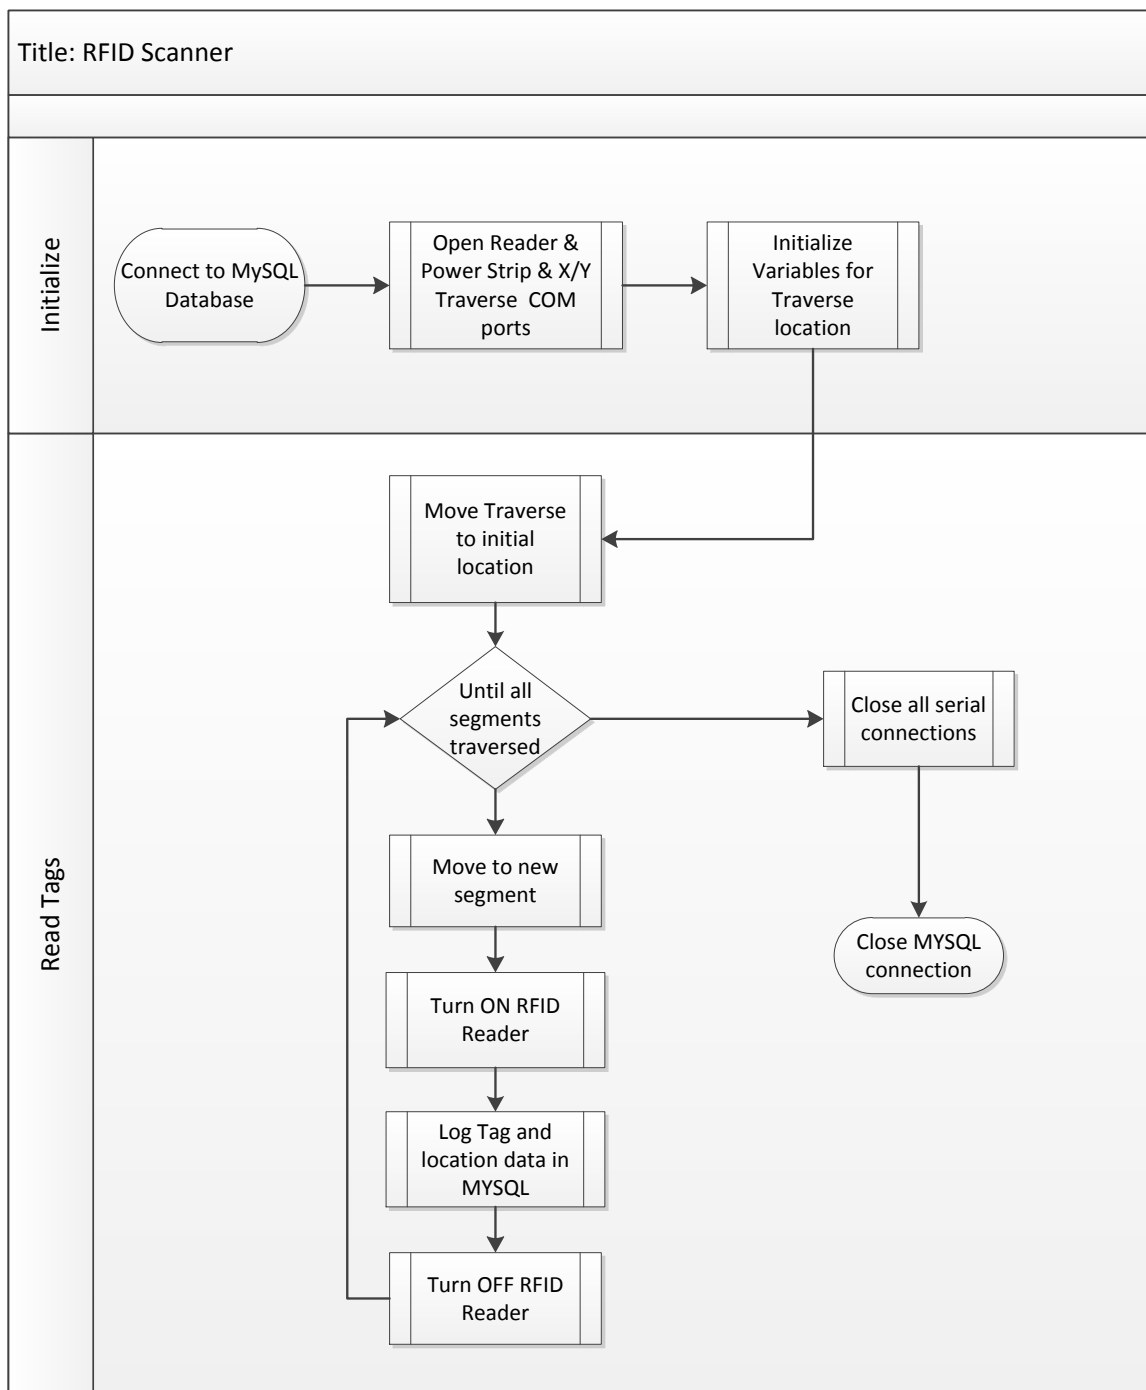 Title: RFID Scanner
Initialize
Connect to MySQL
Database
Open Reader &
Power Strip & X/Y
Traverse COM
ports
Initialize
Variables for
Traverse
location
Read Tags
Move Traverse
to initial
location
Until all
segments
traversed
Close all serial
connections
Move to new
segment
Close MYSQL
connection
Turn ON RFID
Reader
Log Tag and
location data in
MYSQL
Turn OFF RFID
Reader